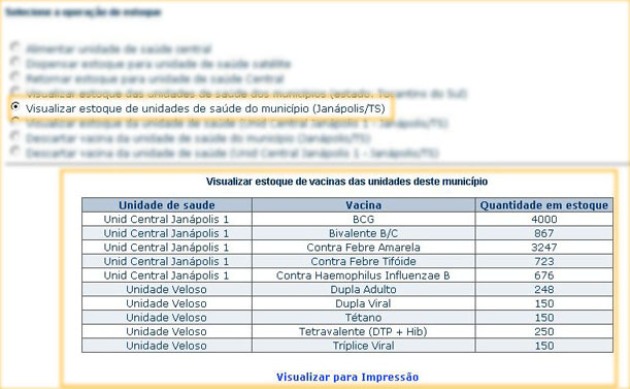 Selecione a operação de estoque
Alimentar unidade de saúde central
Dispensar estoque para unidade de saúde satélite
Retornar estoque para unidade de saúde Central
Visualizar estoque das unidades de saúde dos municípios (estado: Tocantins do Sul)
Visualizar estoque de unidades de saúde do município (Janápolis/TS)
Visualizar estoque da unidade de saúde (Unid Central Janápolis 1 - Janápolis/TS)
Descartar vacina da unidade de saúde do município (Janápolis/TS)
Descartar vacina da unidade de saúde (Unid Central Janápolis 1 - Janápolis/TS)
Visualizar estoque de vacinas das unidades deste município
Unidade de saude Vacina Quantidade em estoque
Unid Central Janápolis 1 BCG 4000
Unid Central Janápolis 1 Bivalente B/C 867
Unid Central Janápolis 1 Contra Febre Amarela 3247
Unid Central Janápolis 1 Contra Febre Tifóide 723
Unid Central Janápolis 1 Contra Haemophilus Influenzae B 676
Unidade Veloso Dupla Adulto 248
Unidade Veloso Dupla Viral 150
Unidade Veloso Tétano 150
Unidade Veloso Tetravalente (DTP + Hib) 250
Unidade Veloso Tríplice Viral 150
Visualizar para Impressão